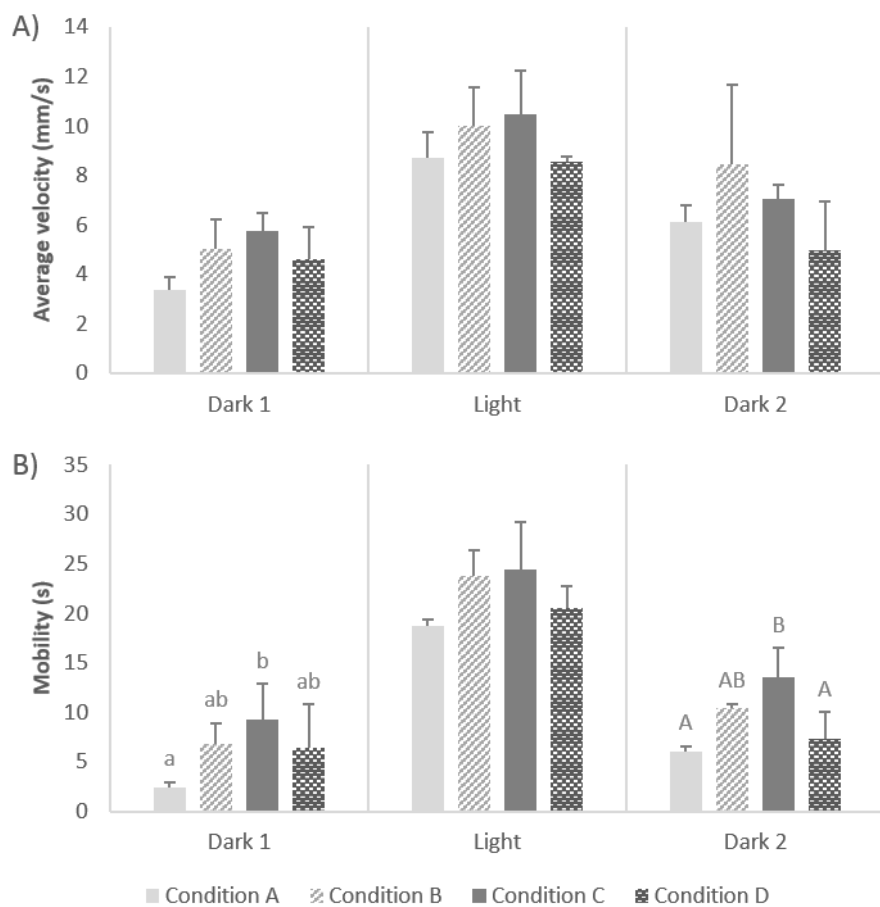 A)
Average velocity (mm/s)
14
12
10
8
6
4
2
0
Dark 1 Light Dark 2
B)
Mobility (s)
35
30
25
20
15
10
5
0
a ab b ab
A AB B A
Dark 1 Light Dark 2
Condition A Condition B Condition C Condition D